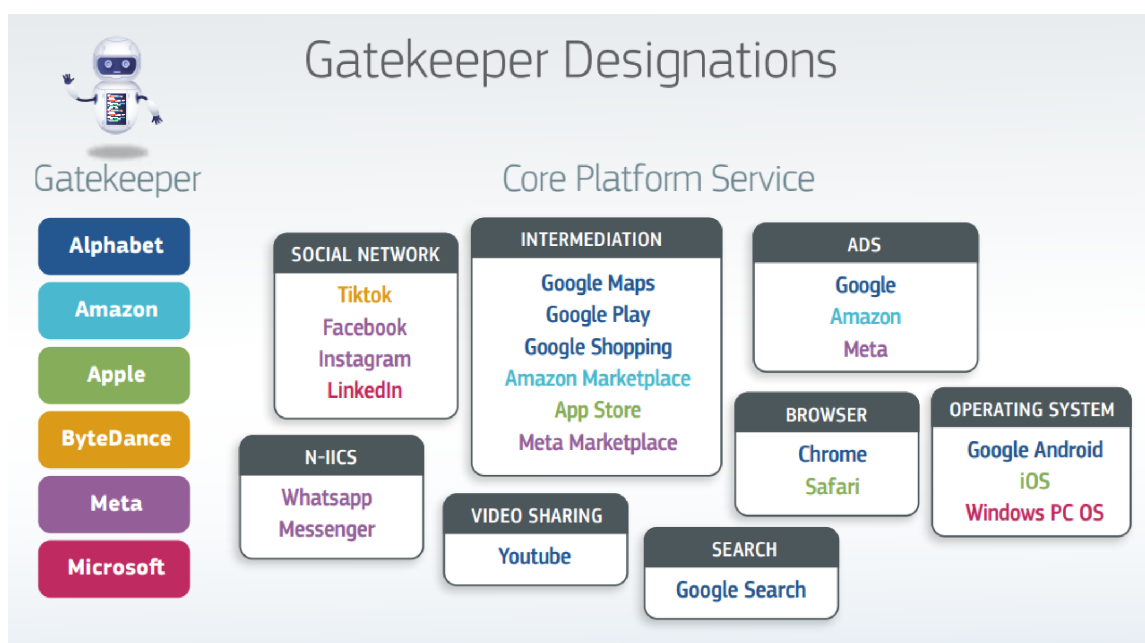 Gatekeeper Designations
Gatekeeper
Core Platform Service
Alphabet
Amazon
Apple
ByteDance
Meta
Microsoft
SOCIAL NETWORK
Tiktok
Facebook
Instagram
LinkedIn
N-IICS
Whatsapp
Messenger
INTERMEDIATION
Google Maps
Google Play
Google Shopping
Amazon Marketplace
App Store
Meta Marketplace
VIDEO SHARING
Youtube
ADS
Google
Amazon
Meta
BROWSER
Chrome
Safari
SEARCH
Google Search
OPERATING SYSTEM
Google Android
iOS
Windows PC OS